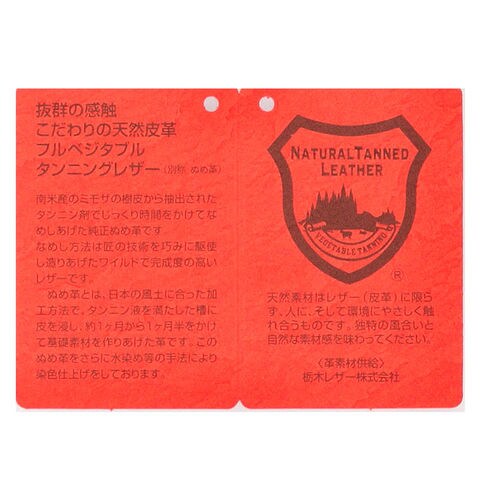 抜群の感触
こだわりの天然皮革
フルベジタブル
タンニングレザー（別称 ぬめ革）
南米産のミモザの樹皮から抽出された
タンニン剤でじっくり時間をかけてな
めしあげた純正ぬめ革です。
なめし方法は匠の技術を巧みに駆使
し造りあげたワイルドで完成度の高い
レザーです。
ぬめ革とは、日本の風土に合った加
工方法で、タンニン液を満たした槽に
皮を浸し、約1ヶ月から1ヶ月半をかけ
て基礎素材を作りあげた革です。この
ぬめ革をさらに水染め等の手法により
染色仕上げをしております。
NATURAL TANNED
LEATHER
VEGETABLE TANNING
®
天然素材はレザー（皮革）に限ら
ず、人に、そして環境にやさしく触
れ合うものです。独特の風合いと
自然な素材感を味わってください。
〈革素材供給〉
栃木レザー株式会社